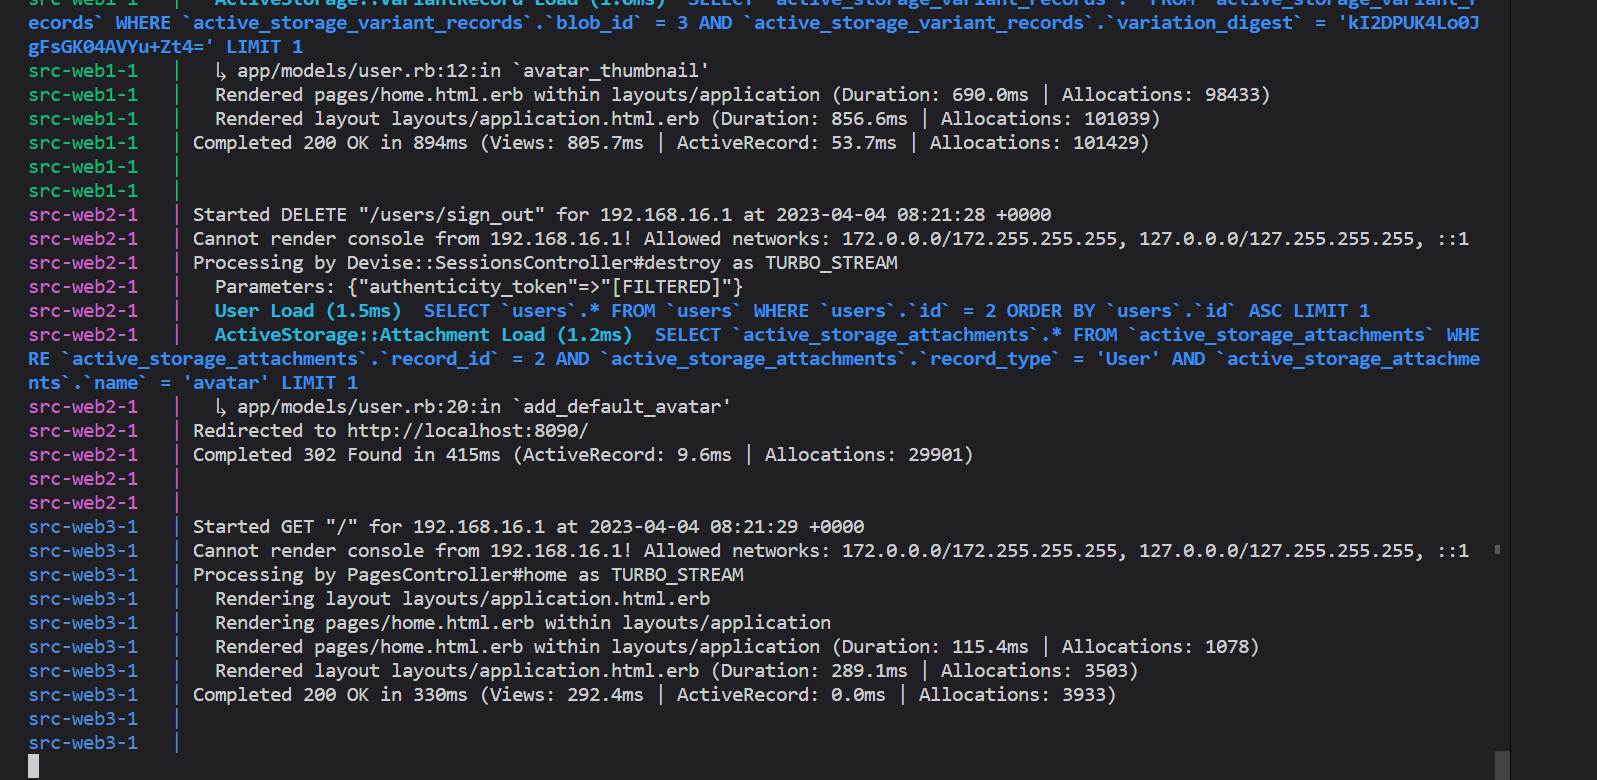 ActiveStorage::VariantRecord Load (1.0ms)  SELECT `active_storage_variant_records`.* FROM `active_storage_variant_r
ecords` WHERE `active_storage_variant_records`.`blob_id` = 3 AND `active_storage_variant_records`.`variation_digest` = 'kI2DPUK4Lo0J
gFsGK04AVYu+Zt4=' LIMIT 1
src-web1-1   |   ↳ app/models/user.rb:12:in `avatar_thumbnail'
src-web1-1   |   Rendered pages/home.html.erb within layouts/application (Duration: 690.0ms | Allocations: 98433)
src-web1-1   |   Rendered layout layouts/application.html.erb (Duration: 856.6ms | Allocations: 101039)
src-web1-1   | Completed 200 OK in 894ms (Views: 805.7ms | ActiveRecord: 53.7ms | Allocations: 101429)
src-web1-1   |
src-web1-1   |
src-web2-1   | Started DELETE "/users/sign_out" for 192.168.16.1 at 2023-04-04 08:21:28 +0000
src-web2-1   | Cannot render console from 192.168.16.1! Allowed networks: 172.0.0.0/172.255.255.255, 127.0.0.0/127.255.255.255, ::1
src-web2-1   | Processing by Devise::SessionsController#destroy as TURBO_STREAM
src-web2-1   |   Parameters: {"authenticity_token"=>"[FILTERED]"}
src-web2-1   |   User Load (1.5ms)  SELECT `users`.* FROM `users` WHERE `users`.`id` = 2 ORDER BY `users`.`id` ASC LIMIT 1
src-web2-1   |   ActiveStorage::Attachment Load (1.2ms)  SELECT `active_storage_attachments`.* FROM `active_storage_attachments` WHE
RE `active_storage_attachments`.`record_id` = 2 AND `active_storage_attachments`.`record_type` = 'User' AND `active_storage_attachme
nts`.`name` = 'avatar' LIMIT 1
src-web2-1   |   ↳ app/models/user.rb:20:in `add_default_avatar'
src-web2-1   | Redirected to http://localhost:8090/
src-web2-1   | Completed 302 Found in 415ms (ActiveRecord: 9.6ms | Allocations: 29901)
src-web2-1   |
src-web2-1   |
src-web3-1   | Started GET "/" for 192.168.16.1 at 2023-04-04 08:21:29 +0000
src-web3-1   | Cannot render console from 192.168.16.1! Allowed networks: 172.0.0.0/172.255.255.255, 127.0.0.0/127.255.255.255, ::1
src-web3-1   | Processing by PagesController#home as TURBO_STREAM
src-web3-1   |   Rendering layout layouts/application.html.erb
src-web3-1   |   Rendering pages/home.html.erb within layouts/application
src-web3-1   |   Rendered pages/home.html.erb within layouts/application (Duration: 115.4ms | Allocations: 1078)
src-web3-1   |   Rendered layout layouts/application.html.erb (Duration: 289.1ms | Allocations: 3503)
src-web3-1   | Completed 200 OK in 330ms (Views: 292.4ms | ActiveRecord: 0.0ms | Allocations: 3933)
src-web3-1   |
src-web3-1   |